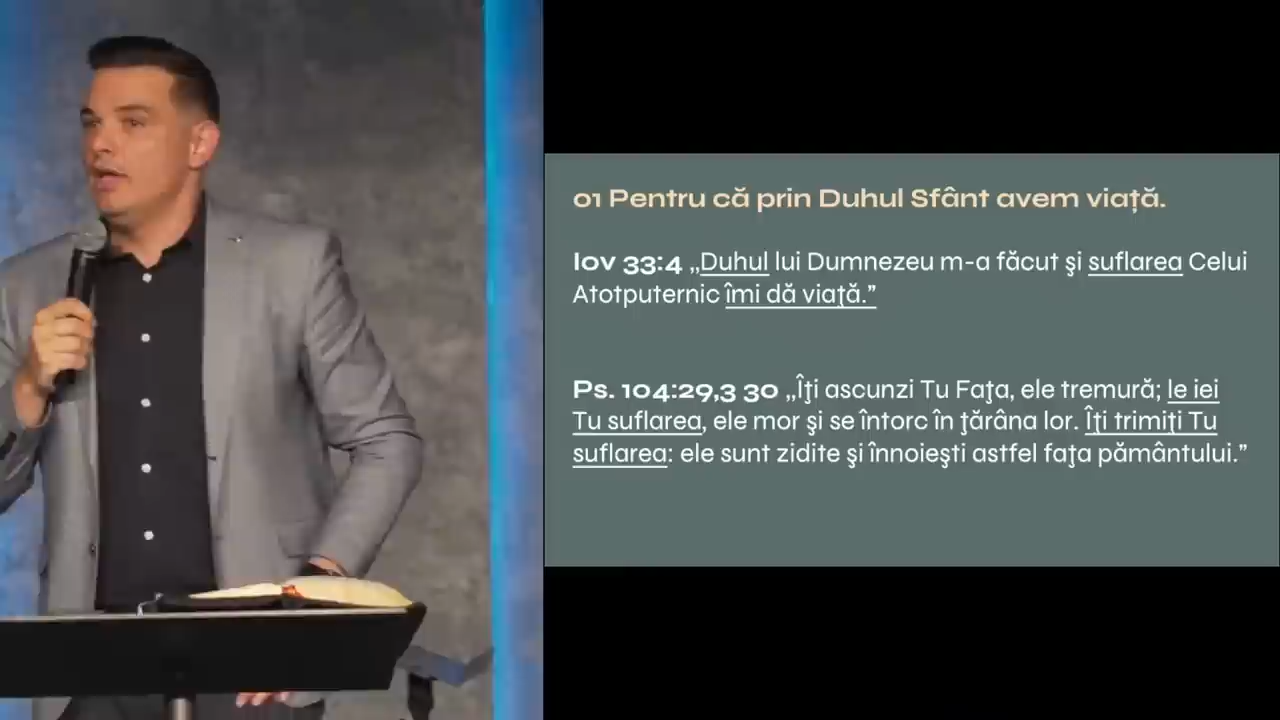 01 Pentru că prin Duhul Sfânt avem viață.
Iov 33:4 „Duhul lui Dumnezeu m-a făcut şi suflarea Celui
Atotputernic îmi dă viaţă.”
Ps. 104:29,3 30 „Îţi ascunzi Tu Faţa, ele tremură; le iei
Tu suflarea, ele mor şi se întorc în ţărâna lor. Îţi trimiţi Tu
suflarea: ele sunt zidite şi înnoieşti astfel faţa pământului.”